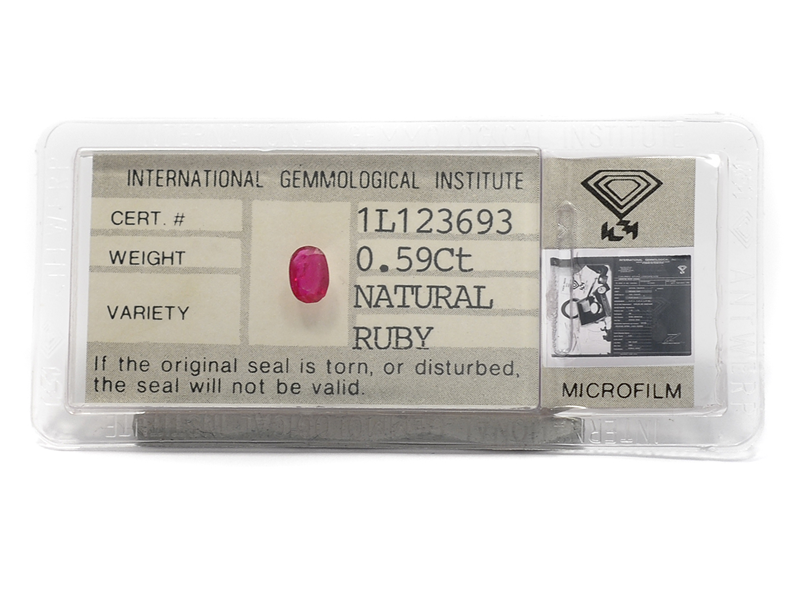 INTERNATIONAL GEMMOLOGICAL INSTITUTE
CERT. # 1L123693
WEIGHT 0.59Ct
VARIETY NATURAL
RUBY
If the original seal is torn, or disturbed,
the seal will not be valid.
MICROFILM